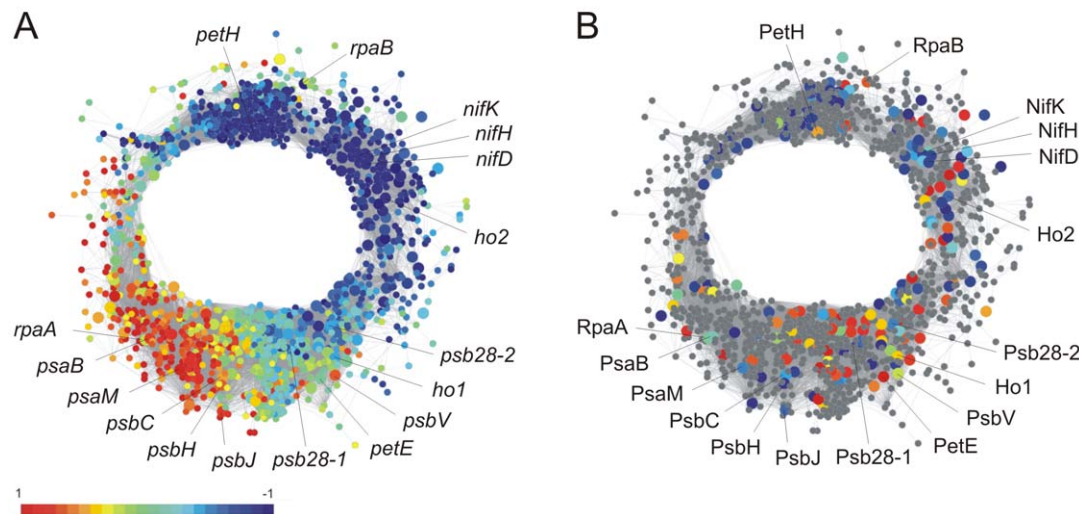 A
petH
rpaB
nifK
nifH
nifD
ho2
rpaA
psaB
psaM
psbC
psbH
psbJ
psb28-1
petE
psbV
ho1
psb28-2
1
-1
B
PetH
RpaB
NifK
NifH
NifD
Ho2
RpaA
PsaB
PsaM
PsbC
PsbH
PsbJ
Psb28-1
PetE
PsbV
Ho1
Psb28-2